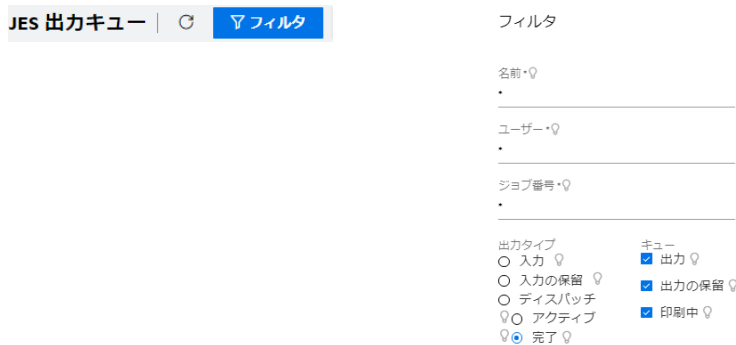 JES 出力キュー
フィルタ
フィルタ
名前*
*
ユーザー*
*
ジョブ番号*
*
出力タイプ
入力
入力の保留
ディスパッチ
アクティブ
完了
キュー
出力
出力の保留
印刷中